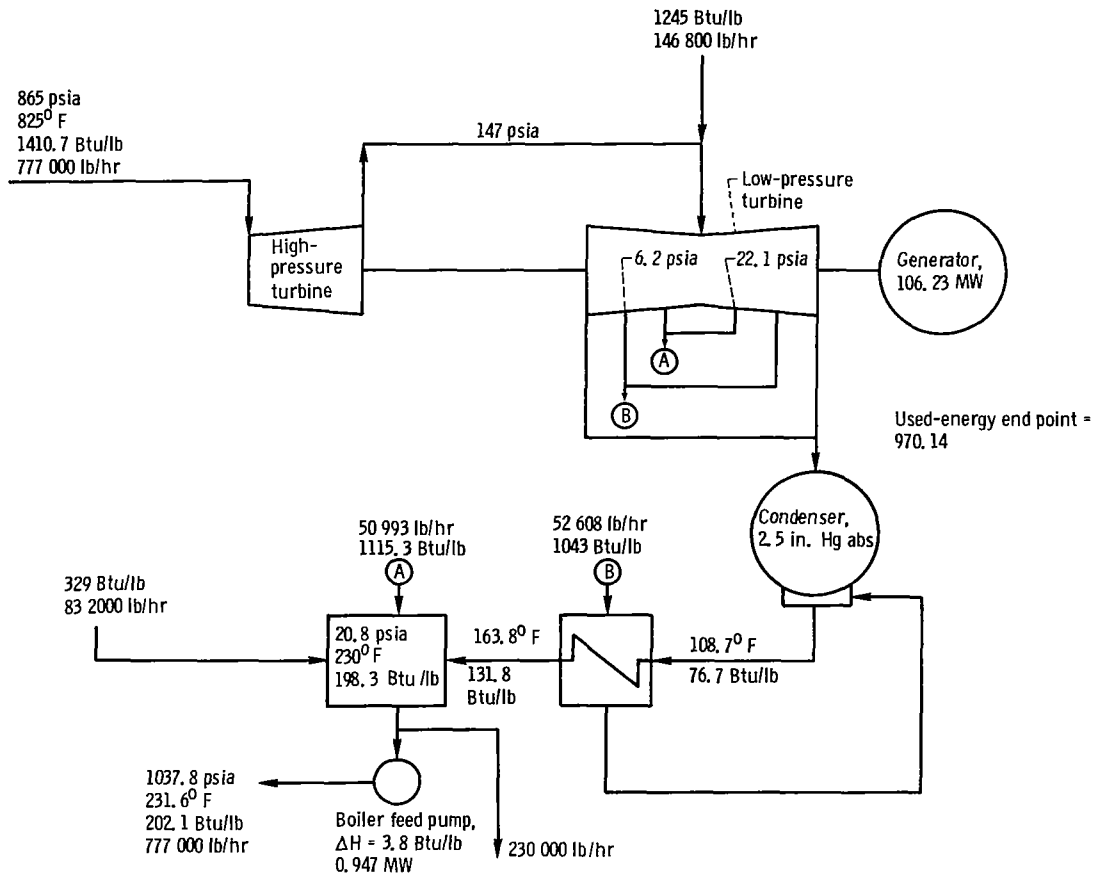 1245 Btu/lb
146 800 lb/hr
865 psia
825⁰ F
1410.7 Btu/lb
777 000 lb/hr
147 psia
High-
pressure
turbine
Low-pressure
turbine
6.2 psia
22.1 psia
Generator,
106.23 MW
A
B
Used-energy end point =
970.14
Condenser,
2.5 in. Hg abs
50 993 lb/hr
1115.3 Btu/lb
A
52 608 lb/hr
1043 Btu/lb
B
329 Btu/lb
83 2000 lb/hr
20.8 psia
230⁰ F
198.3 Btu/lb
163.8⁰ F
131.8
Btu/lb
108.7⁰ F
76.7 Btu/lb
1037.8 psia
231.6⁰ F
202.1 Btu/lb
777 000 lb/hr
Boiler feed pump,
ΔH = 3.8 Btu/lb
0.947 MW
230 000 lb/hr